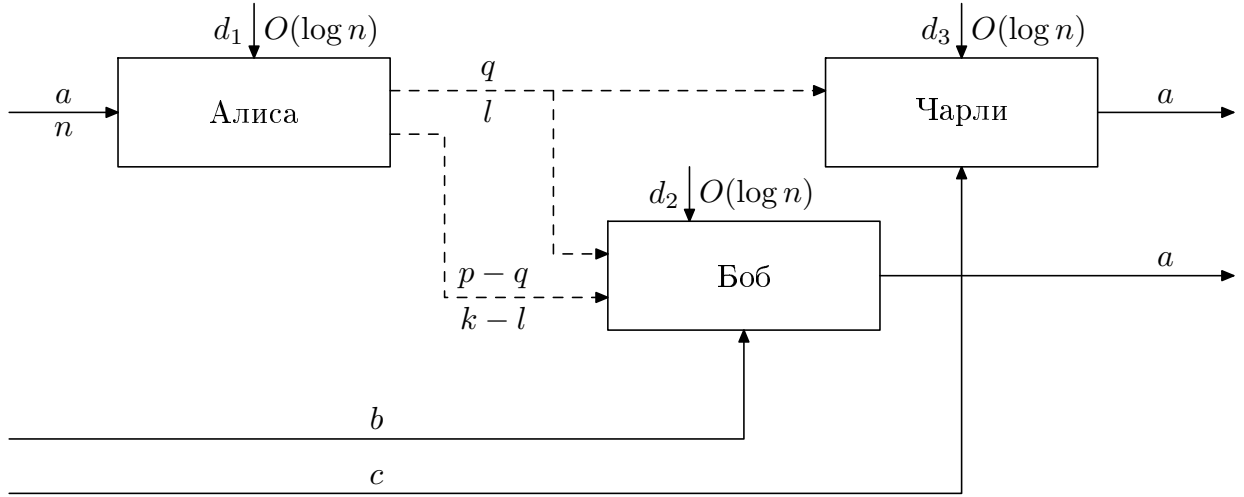 d₁ O(log n)
d₃ O(log n)
a
n
Алиса
q
l
Чарли
a
d₂ O(log n)
p − q
k − l
Боб
a
b
c